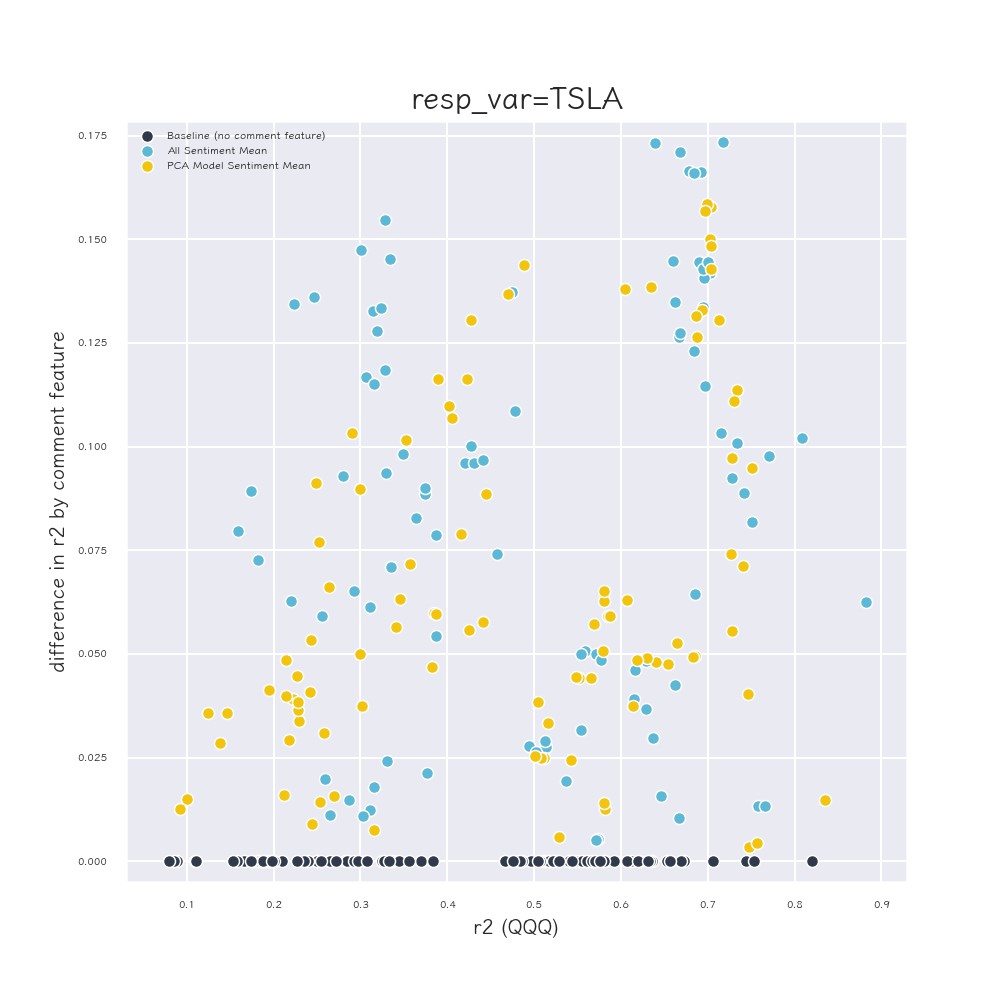 resp_var=TSLA
Baseline (no comment feature)
All Sentiment Mean
PCA Model Sentiment Mean
0.175
0.150
0.125
0.100
0.075
0.050
0.025
0.000
difference in r2 by comment feature
0.1 0.2 0.3 0.4 0.5 0.6 0.7 0.8 0.9
r2 (QQQ)